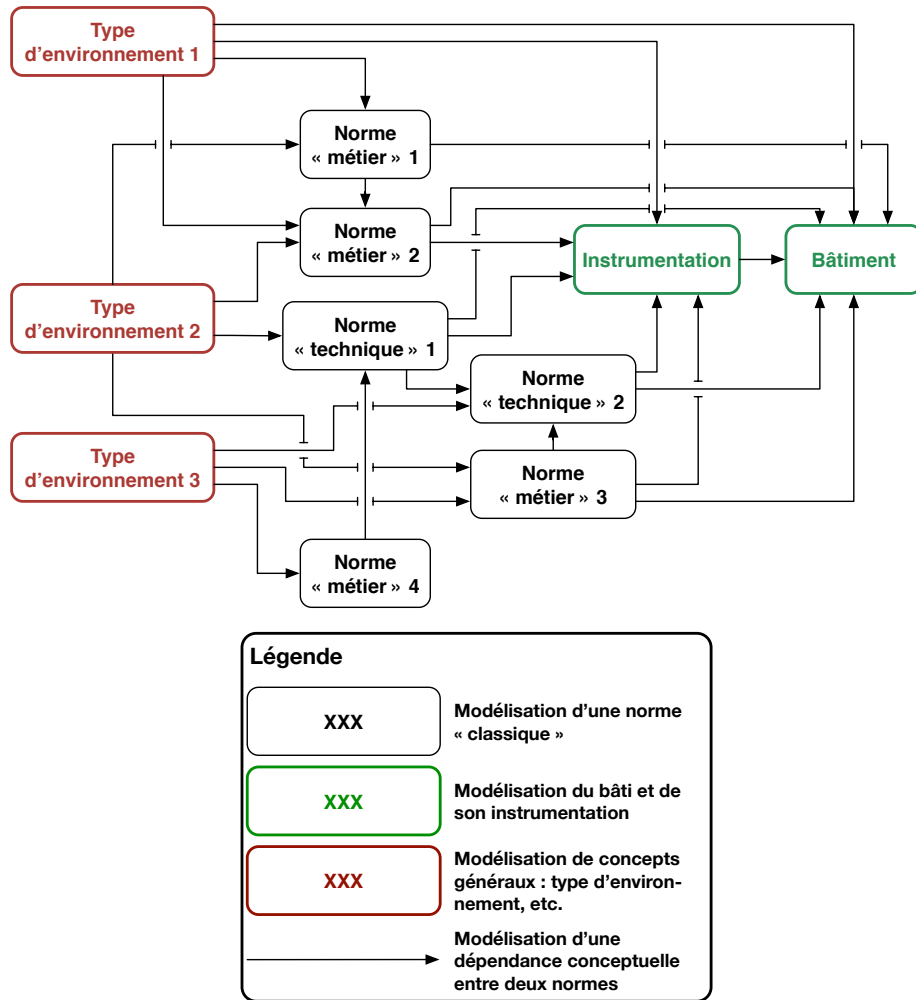 Type
d’environnement 1
Norme
« métier » 1
Norme
« métier » 2
Instrumentation
Bâtiment
Type
d’environnement 2
Norme
« technique » 1
Norme
« technique » 2
Type
d’environnement 3
Norme
« métier » 3
Norme
« métier » 4
Légende
XXX
Modélisation d’une norme
« classique »
XXX
Modélisation du bâti et de
son instrumentation
XXX
Modélisation de concepts
généraux : type d’environ-
nement, etc.
Modélisation d’une
dépendance conceptuelle
entre deux normes